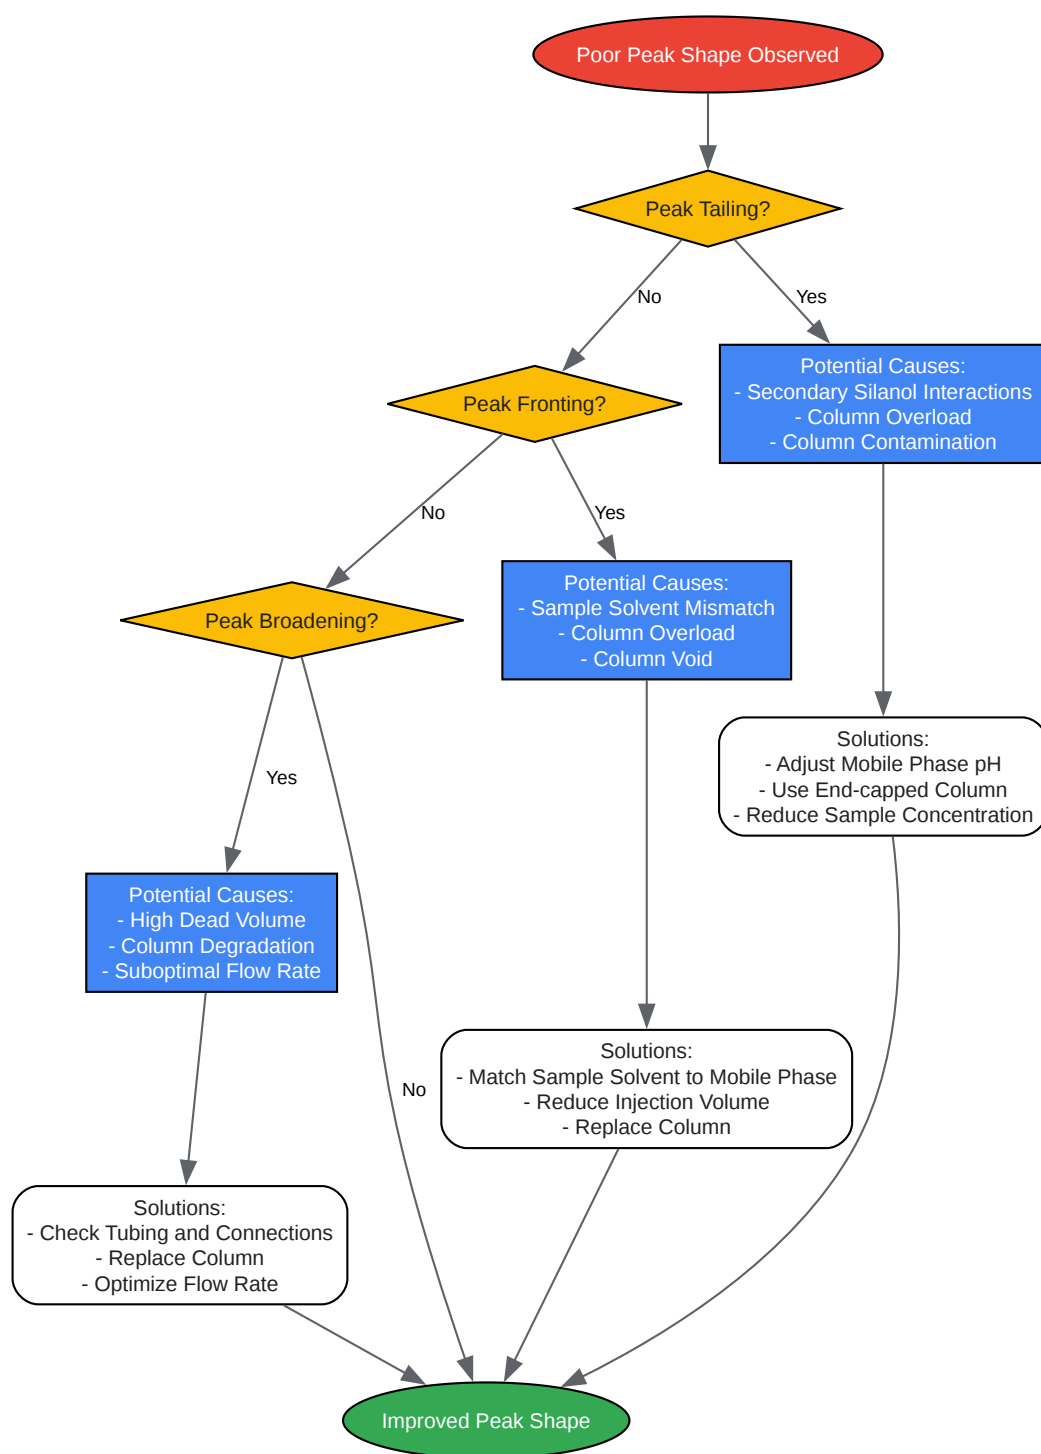 Poor Peak Shape Observed
Peak Tailing?
No
Yes
Potential Causes:
- Secondary Silanol Interactions
- Column Overload
- Column Contamination
Peak Fronting?
No
Yes
Potential Causes:
- Sample Solvent Mismatch
- Column Overload
- Column Void
Peak Broadening?
Solutions:
- Adjust Mobile Phase pH
- Use End-capped Column
- Reduce Sample Concentration
Yes
Potential Causes:
- High Dead Volume
- Column Degradation
- Suboptimal Flow Rate
No
Solutions:
- Match Sample Solvent to Mobile Phase
- Reduce Injection Volume
- Replace Column
Solutions:
- Check Tubing and Connections
- Replace Column
- Optimize Flow Rate
Improved Peak Shape